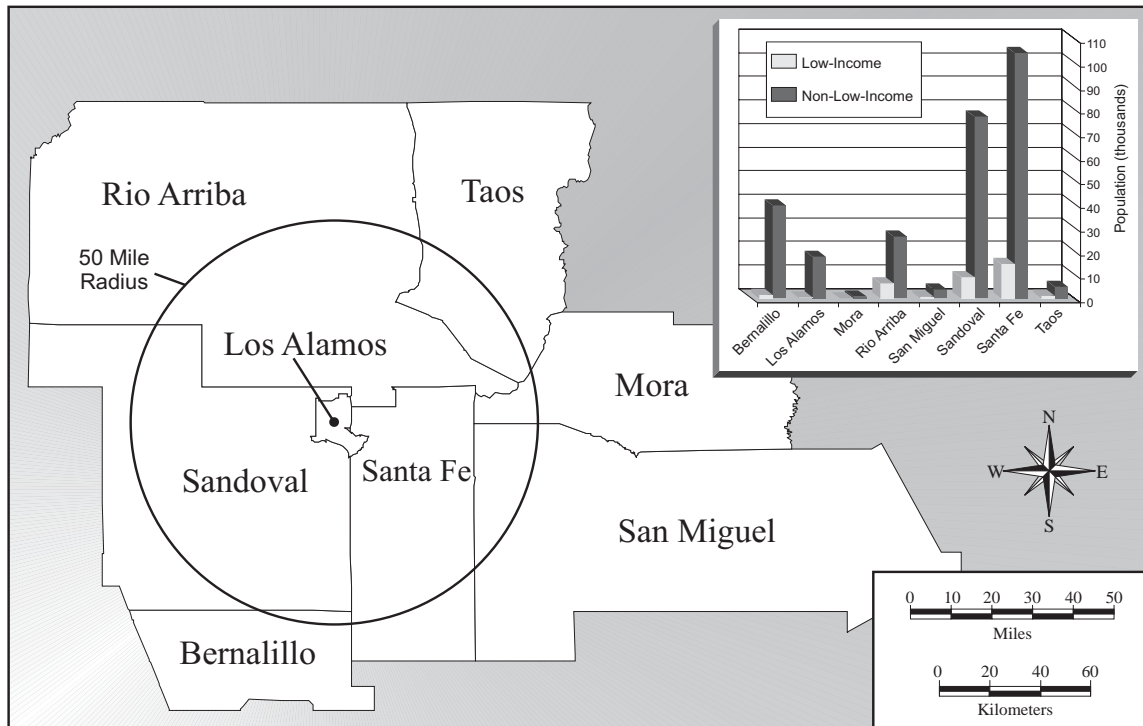 Rio Arriba
Taos
50 Mile
Radius
Los Alamos
Mora
Sandoval
Santa Fe
San Miguel
Bernalillo
Low-Income
Non-Low-Income
110
100
90
80
70
60
50
40
30
20
10
0
Population (thousands)
Bernalillo
Los Alamos
Mora
Rio Arriba
San Miguel
Sandoval
Santa Fe
Taos
N
W E
S
0 10 20 30 40 50
Miles
0 20 40 60
Kilometers